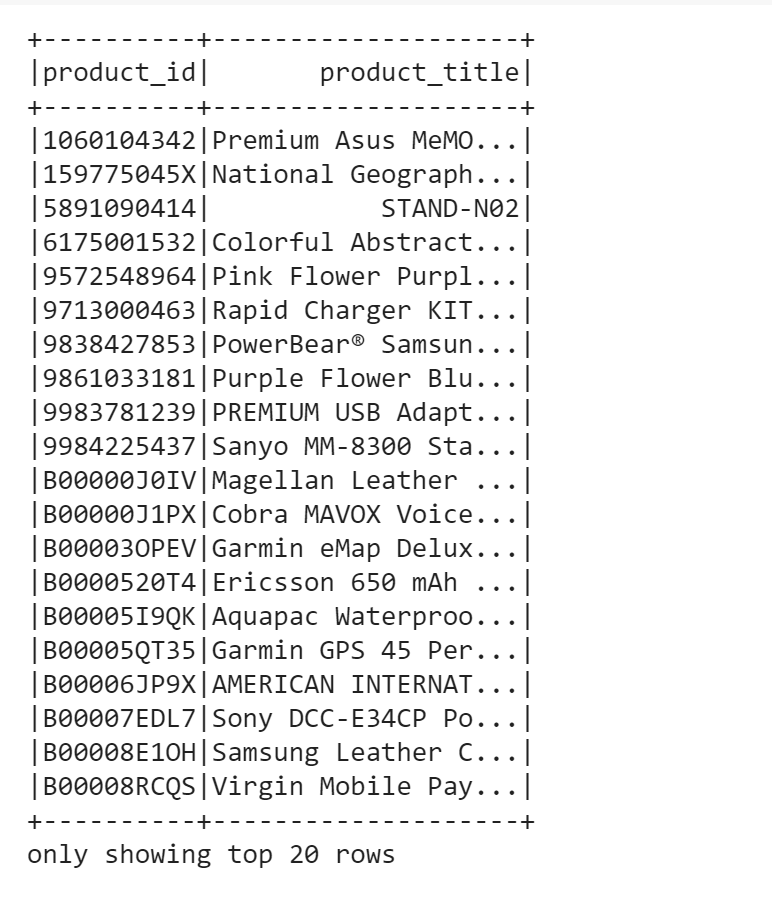 +----------+--------------------+
|product_id|       product_title|
+----------+--------------------+
|1060104342|Premium Asus MeMO...|
|159775045X|National Geograph...|
|5891090414|           STAND-N02|
|6175001532|Colorful Abstract...|
|9572548964|Pink Flower Purpl...|
|9713000463|Rapid Charger KIT...|
|9838427853|PowerBear® Samsun...|
|9861033181|Purple Flower Blu...|
|9983781239|PREMIUM USB Adapt...|
|9984225437|Sanyo MM-8300 Sta...|
|B00000J0IV|Magellan Leather ...|
|B00000J1PX|Cobra MAVOX Voice...|
|B00003OPEV|Garmin eMap Delux...|
|B0000520T4|Ericsson 650 mAh ...|
|B00005I9QK|Aquapac Waterproo...|
|B00005QT35|Garmin GPS 45 Per...|
|B00006JP9X|AMERICAN INTERNAT...|
|B00007EDL7|Sony DCC-E34CP Po...|
|B00008E1OH|Samsung Leather C...|
|B00008RCQS|Virgin Mobile Pay...|
+----------+--------------------+
only showing top 20 rows